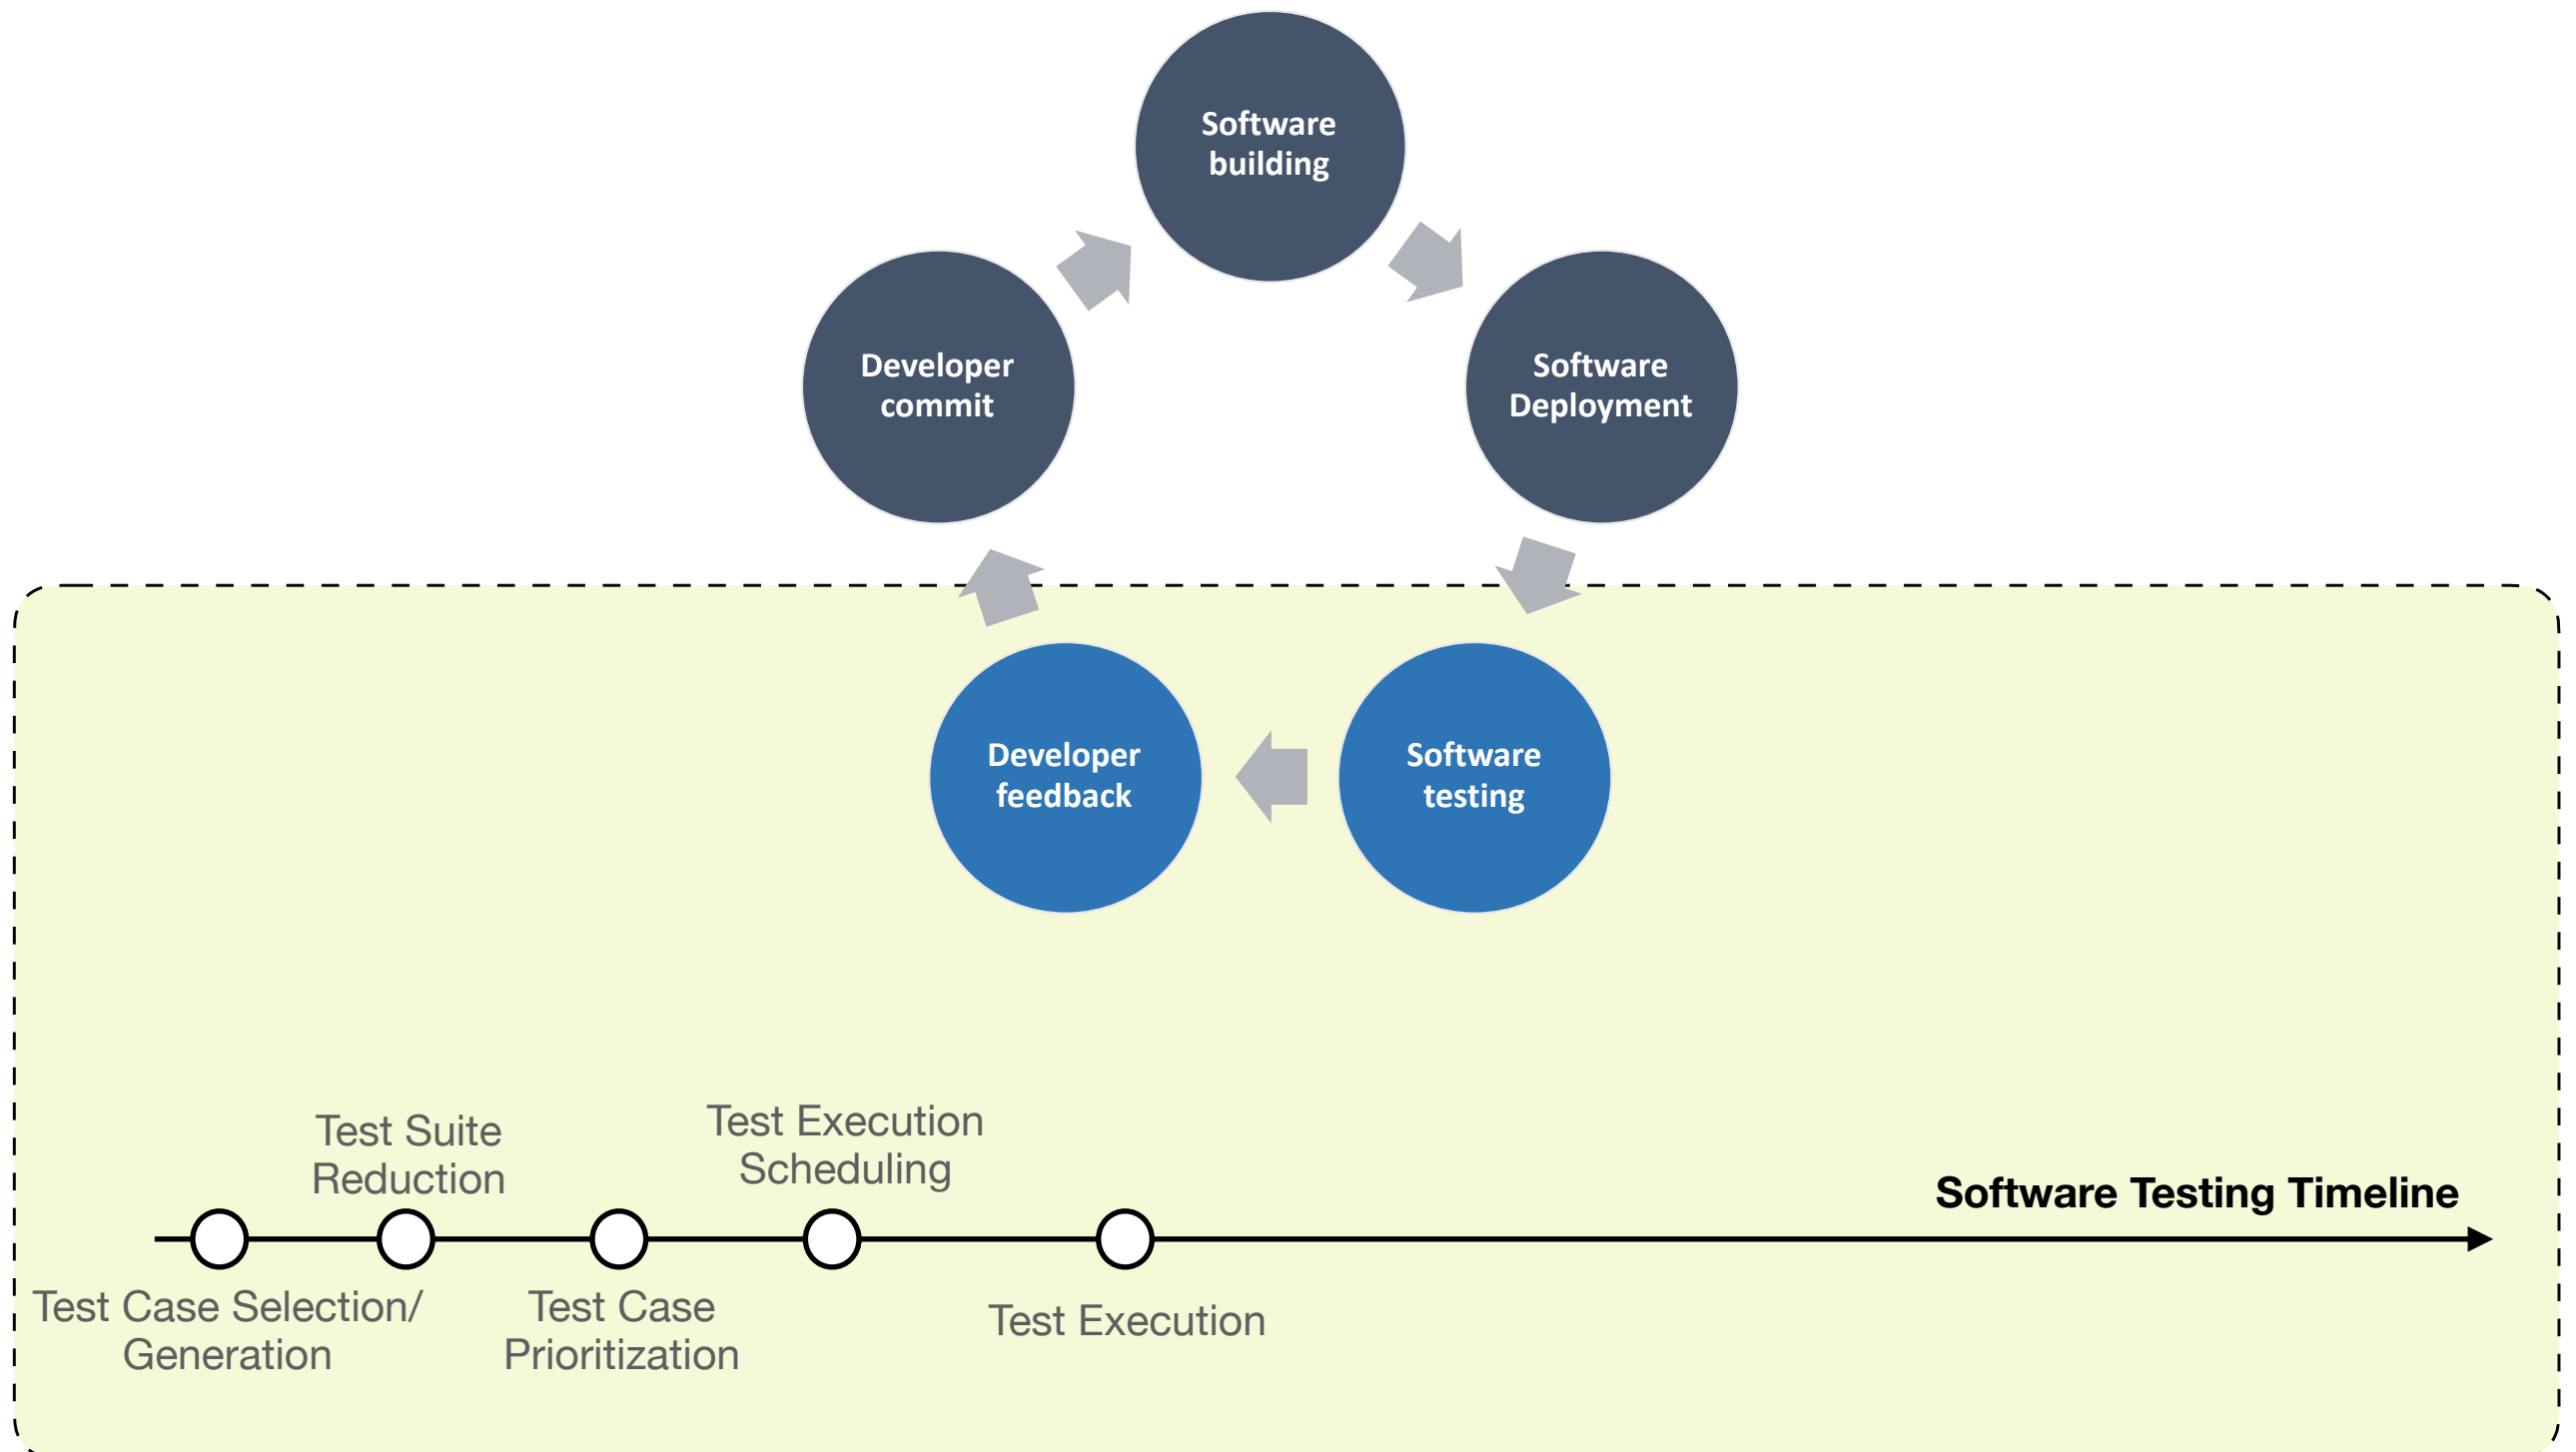 Software
building
Developer
commit
Software
Deployment
Developer
feedback
Software
testing
Test Suite
Reduction
Test Execution
Scheduling
Software Testing Timeline
Test Case Selection/
Generation
Test Case
Prioritization
Test Execution